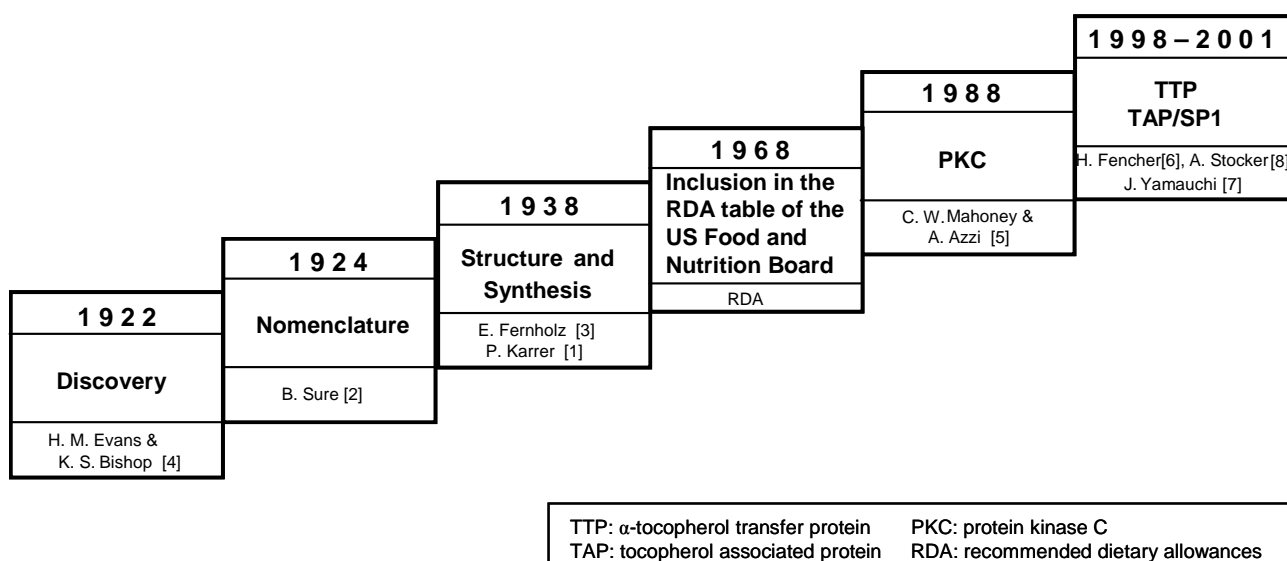 1922
Discovery
H. M. Evans &
K. S. Bishop [4]
1924
Nomenclature
B. Sure [2]
1938
Structure and
Synthesis
E. Fernholz [3]
P. Karrer [1]
1968
Inclusion in the
RDA table of the
US Food and
Nutrition Board
RDA
1988
PKC
C. W. Mahoney &
A. Azzi [5]
1998–2001
TTP
TAP/SP1
H. Fencher[6], A. Stocker[8]
J. Yamauchi [7]
TTP: α-tocopherol transfer protein PKC: protein kinase C
TAP: tocopherol associated protein RDA: recommended dietary allowances